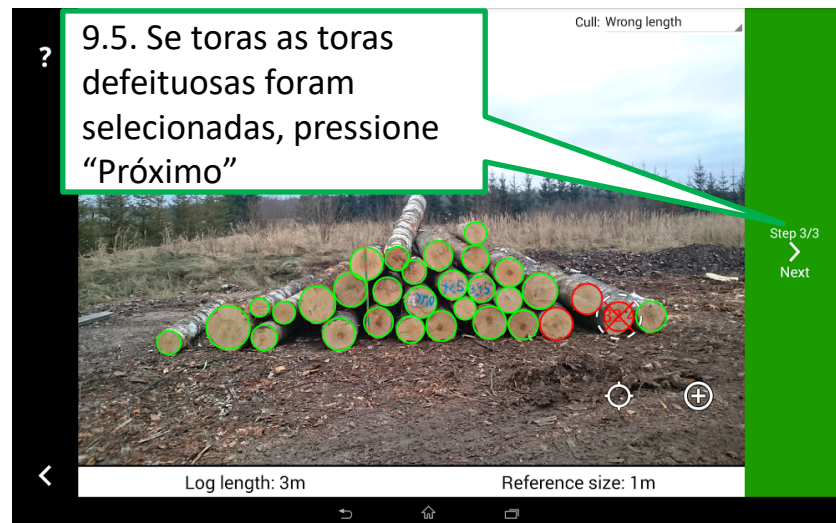 Cull: Wrong length
?
9.5. Se toras as toras
defeituosas foram
selecionadas, pressione
“Próximo”
Step 3/3
Next
Log length: 3m
Reference size: 1m